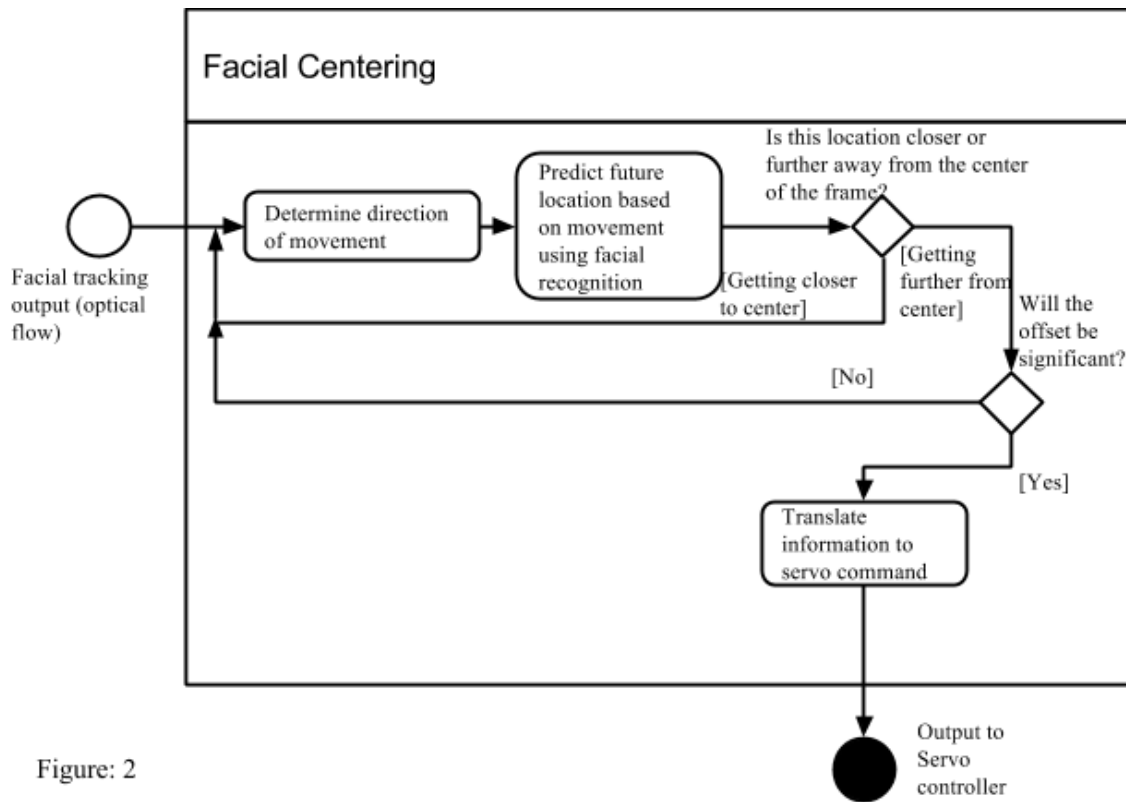 Facial Centering
Is this location closer or
further away from the center
of the frame?
Predict future
location based
on movement
using facial
recognition
Determine direction
of movement
Facial tracking
output (optical
flow)
[Getting closer
to center]
[Getting
further from
center]
Will the
offset be
significant?
[No]
[Yes]
Translate
information to
servo command
Output to
Servo
controller
Figure: 2